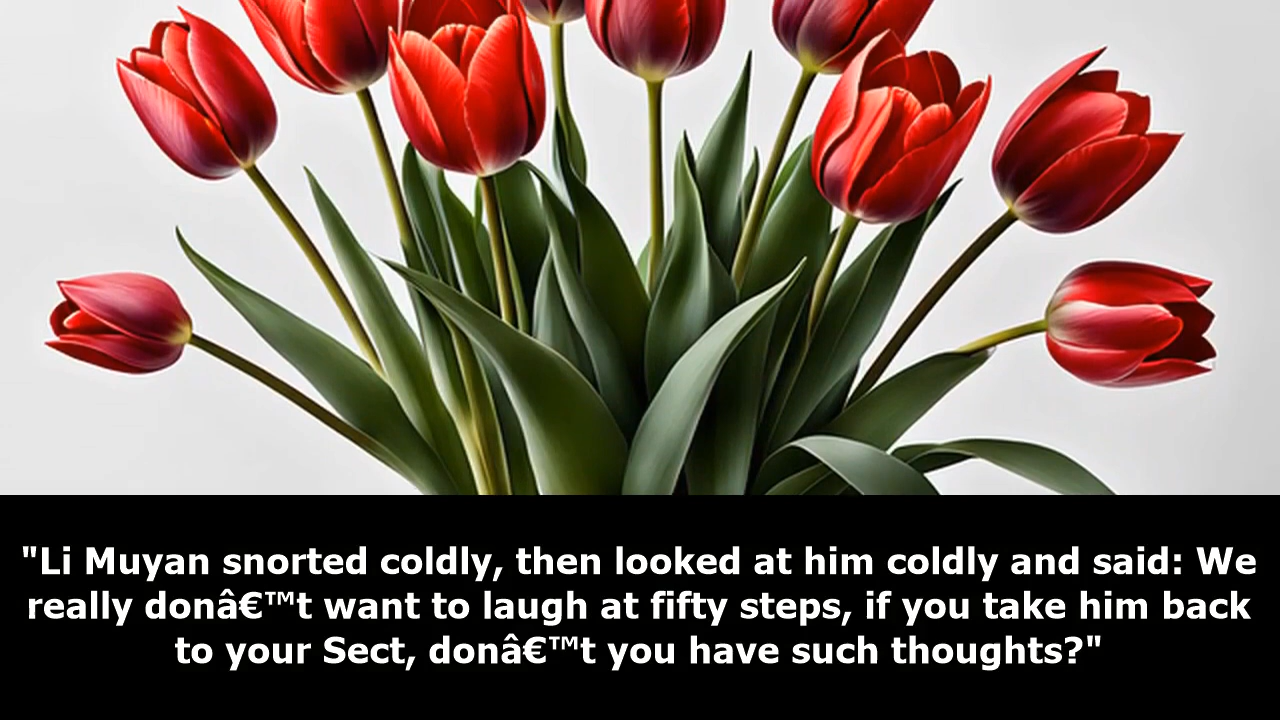 "Li Muyan snorted coldly, then looked at him coldly and said: We
really donâ€™t want to laugh at fifty steps, if you take him back
to your Sect, donâ€™t you have such thoughts?"